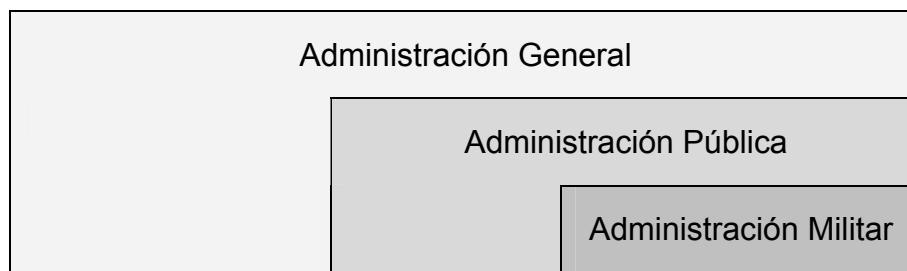 Administración General
Administración Pública
Administración Militar